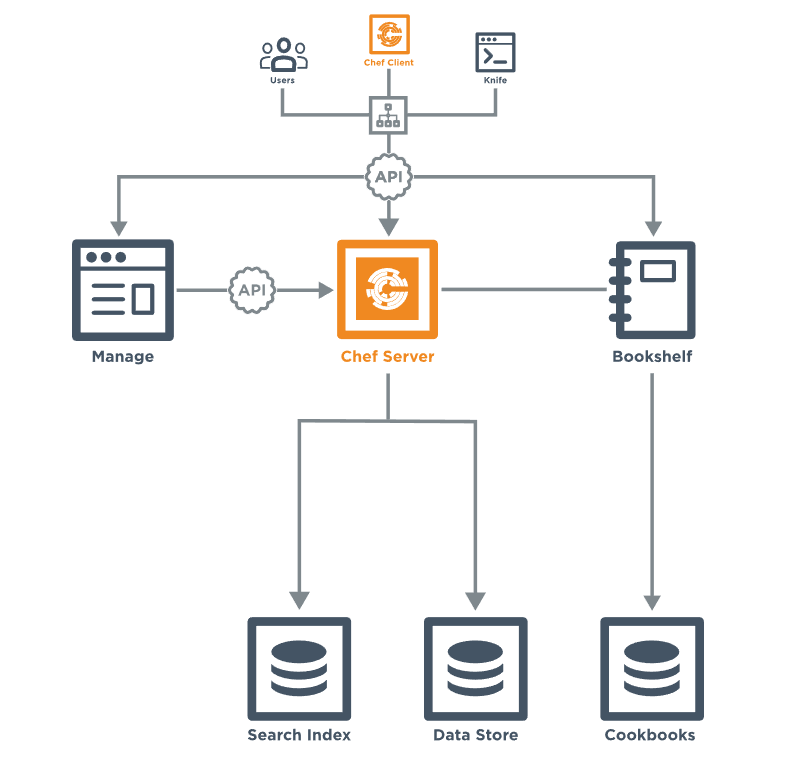 Chef Client
Users
Knife
API
API
Manage
Chef Server
Bookshelf
Search Index
Data Store
Cookbooks